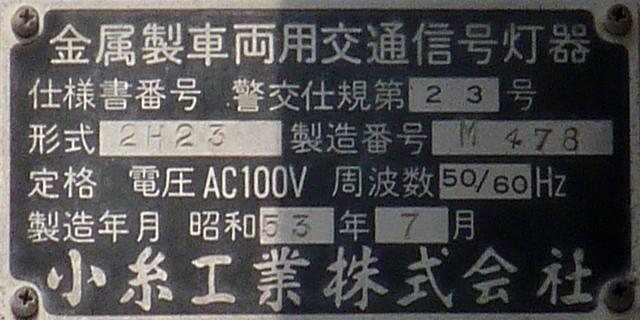 金属製車両用交通信号灯器
仕様書番号 警交仕規第 23 号
形式 2H23 製造番号 M 478
定格 電圧 AC100V 周波数 50/60 Hz
製造年月 昭和 53 年 7 月
小糸工業株式会社